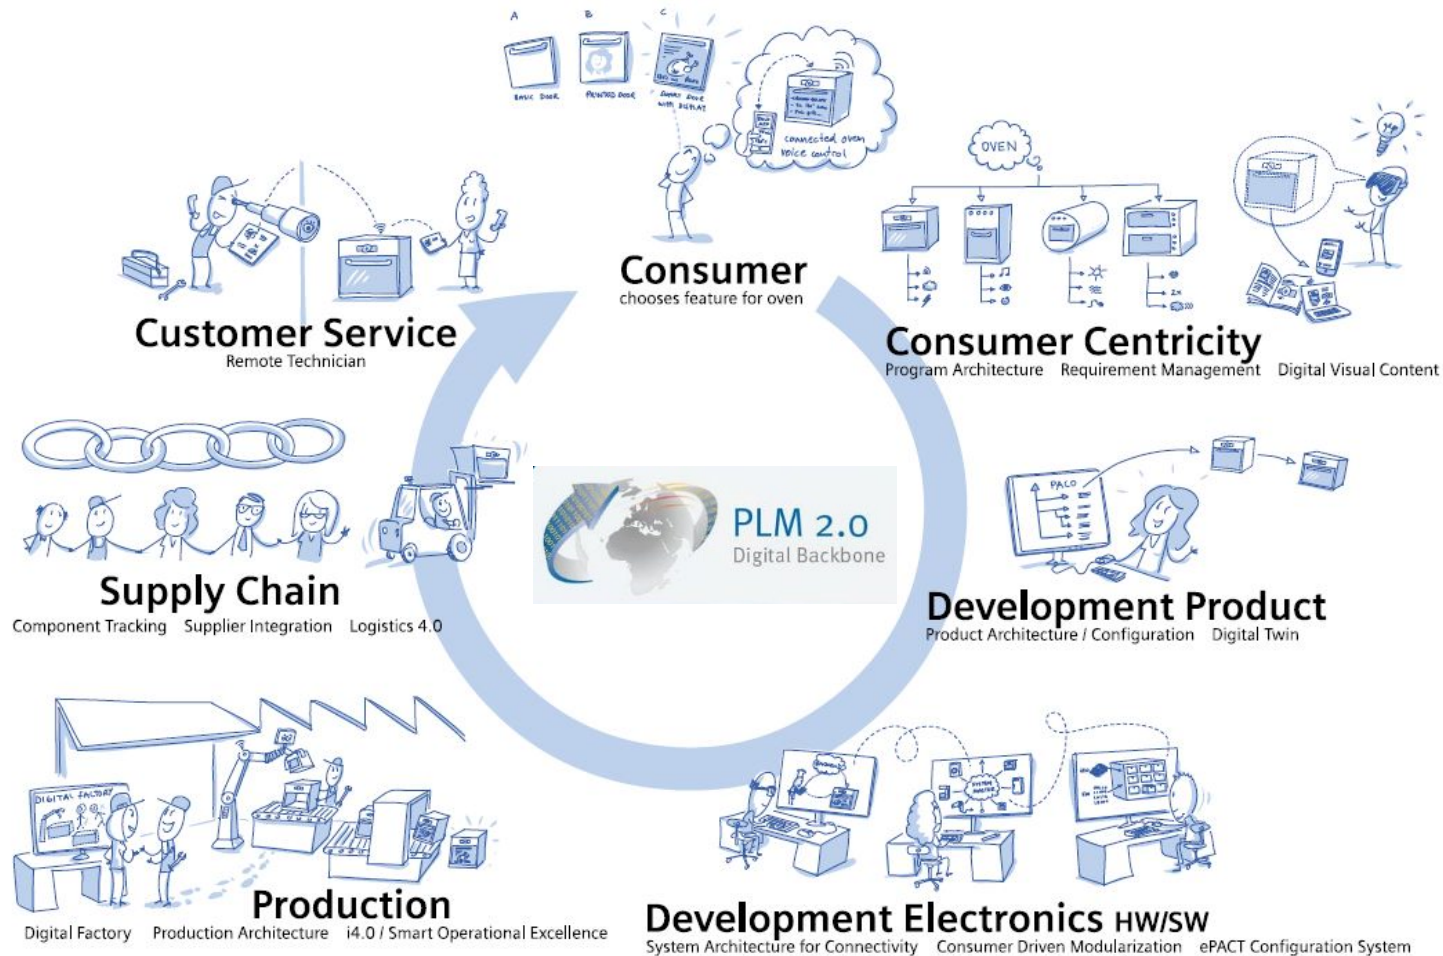 A B C
BASIC DOOR PRINTED DOOR SMART DOOR
WITH DISPLAY
connected oven
voice control
Consumer
chooses feature for oven
OVEN
2x
Consumer Centricity
Program Architecture Requirement Management Digital Visual Content
PACO
Development Product
Product Architecture / Configuration Digital Twin
Development Electronics HW/SW
System Architecture for Connectivity Consumer Driven Modularization ePACT Configuration System
DIGITAL FACTORY
Production
Digital Factory Production Architecture i4.0 / Smart Operational Excellence
Supply Chain
Component Tracking Supplier Integration Logistics 4.0
Customer Service
Remote Technician
PLM 2.0
Digital Backbone